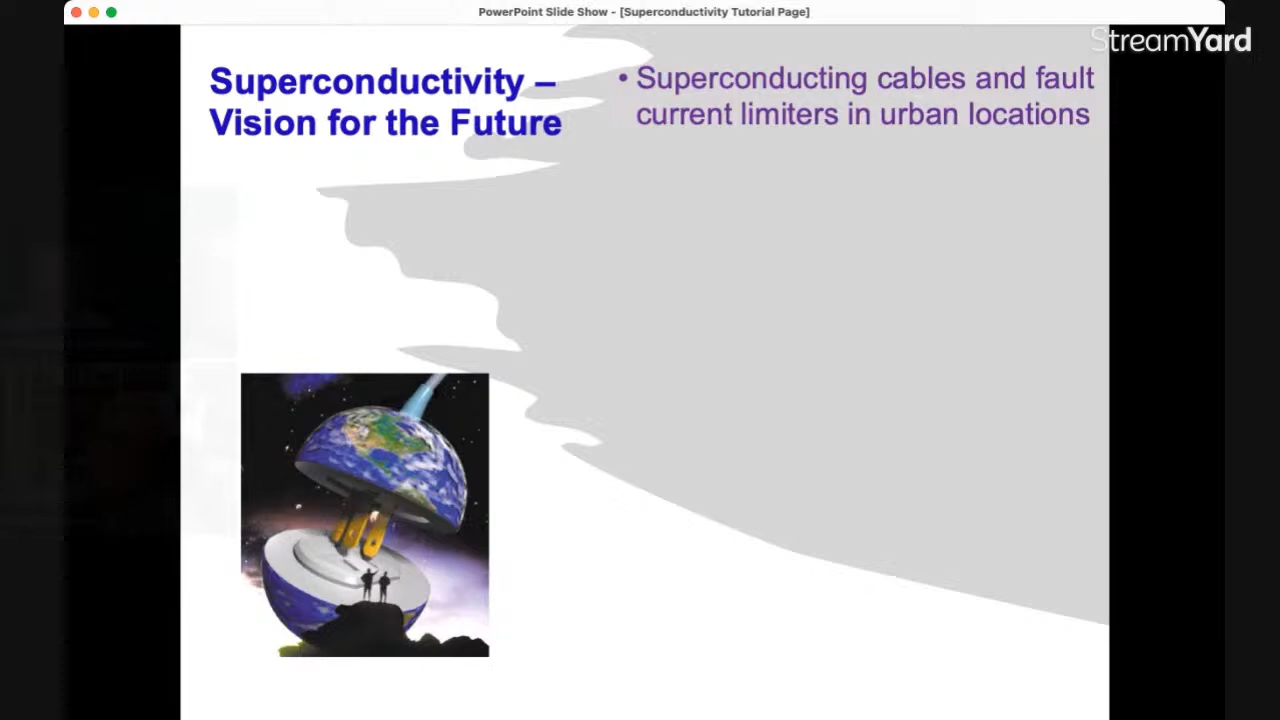 PowerPoint Slide Show - [Superconductivity Tutorial Page]
StreamYard
Superconductivity –
Vision for the Future
• Superconducting cables and fault
current limiters in urban locations